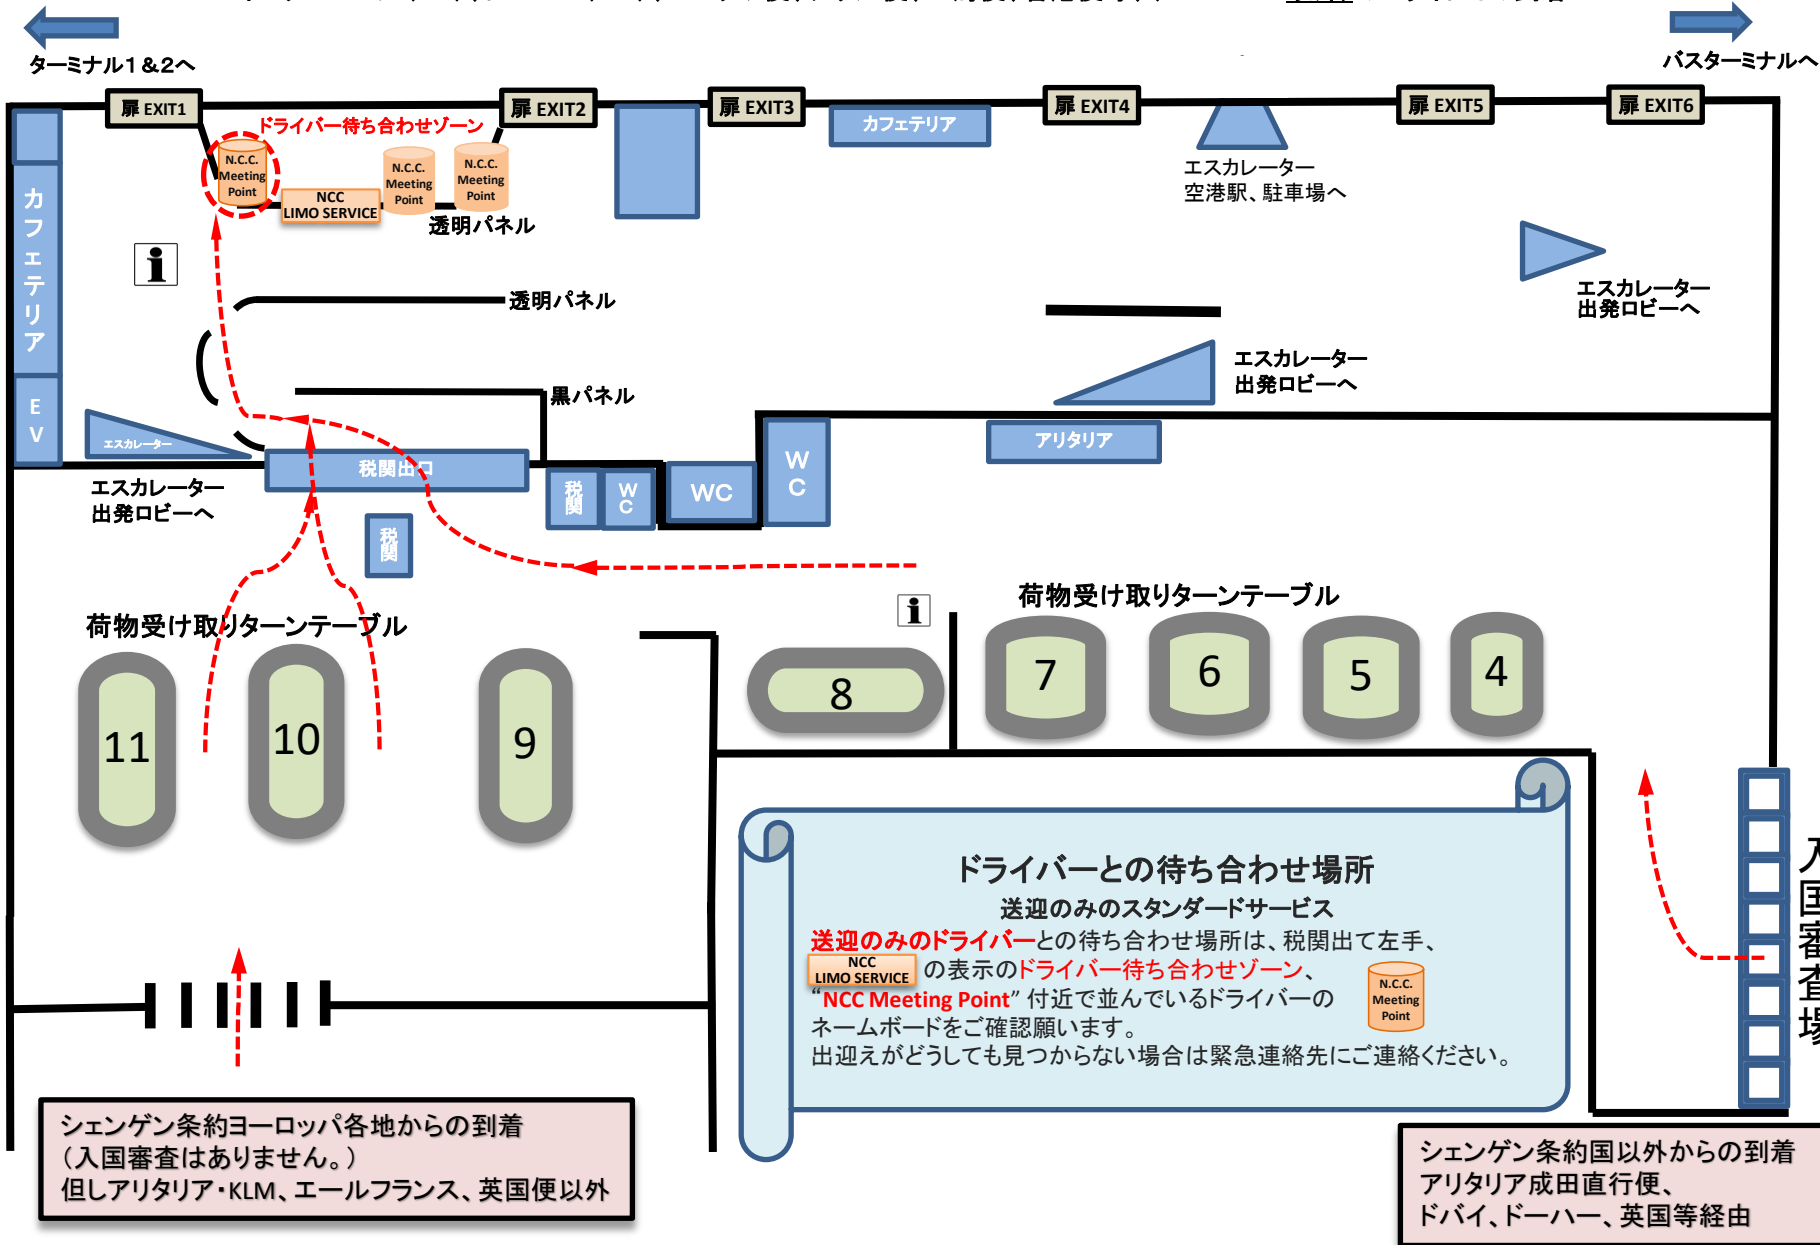 ターミナル1＆2へ
バスターミナルへ
扉 EXIT1
扉 EXIT2
扉 EXIT3
扉 EXIT4
扉 EXIT5
扉 EXIT6
ドライバー待ち合わせゾーン
カフェテリア
N.C.C.
Meeting
Point
N.C.C.
Meeting
Point
N.C.C.
Meeting
Point
NCC
LIMO SERVICE
透明パネル
エスカレーター
空港駅、駐車場へ
カフェテリア
i
透明パネル
エスカレーター
出発ロビーへ
エスカレーター
出発ロビーへ
黒パネル
EV
エスカレーター
エスカレーター
出発ロビーへ
税関出口
税関
WC
WC
WC
アリタリア
税関
荷物受け取りターンテーブル
i
荷物受け取りターンテーブル
11
10
9
8
7
6
5
4
ドライバーとの待ち合わせ場所
送迎のみのスタンダードサービス
送迎のみのドライバーとの待ち合わせ場所は、税関出て左手、
NCC
LIMO SERVICE
の表示のドライバー待ち合わせゾーン、
“NCC Meeting Point” 付近で並んでいるドライバーの
ネームボードをご確認願います。
出迎えがどうしても見つからない場合は緊急連絡先にご連絡ください。
N.C.C.
Meeting
Point
入国審査場
シェンゲン条約ヨーロッパ各地からの到着
（入国審査はありません。）
但しアリタリア・KLM、エールフランス、英国便以外
シェンゲン条約国以外からの到着
アリタリア成田直行便、
ドバイ、ドーハー、英国等経由